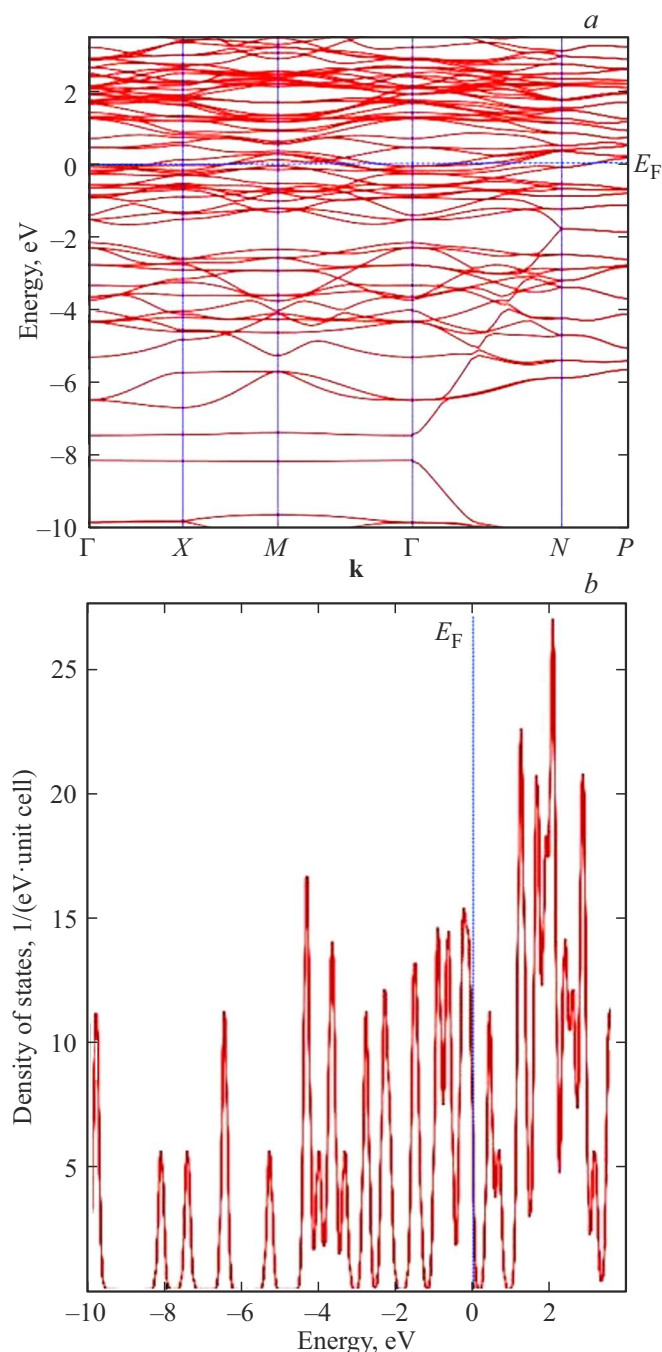 a
2
0
E_F
–2
–4
–6
–8
–10
Energy, eV
Γ X M Γ N P
k
b
E_F
25
20
15
10
5
Density of states, 1/(eV·unit cell)
–10 –8 –6 –4 –2 0 2
Energy, eV